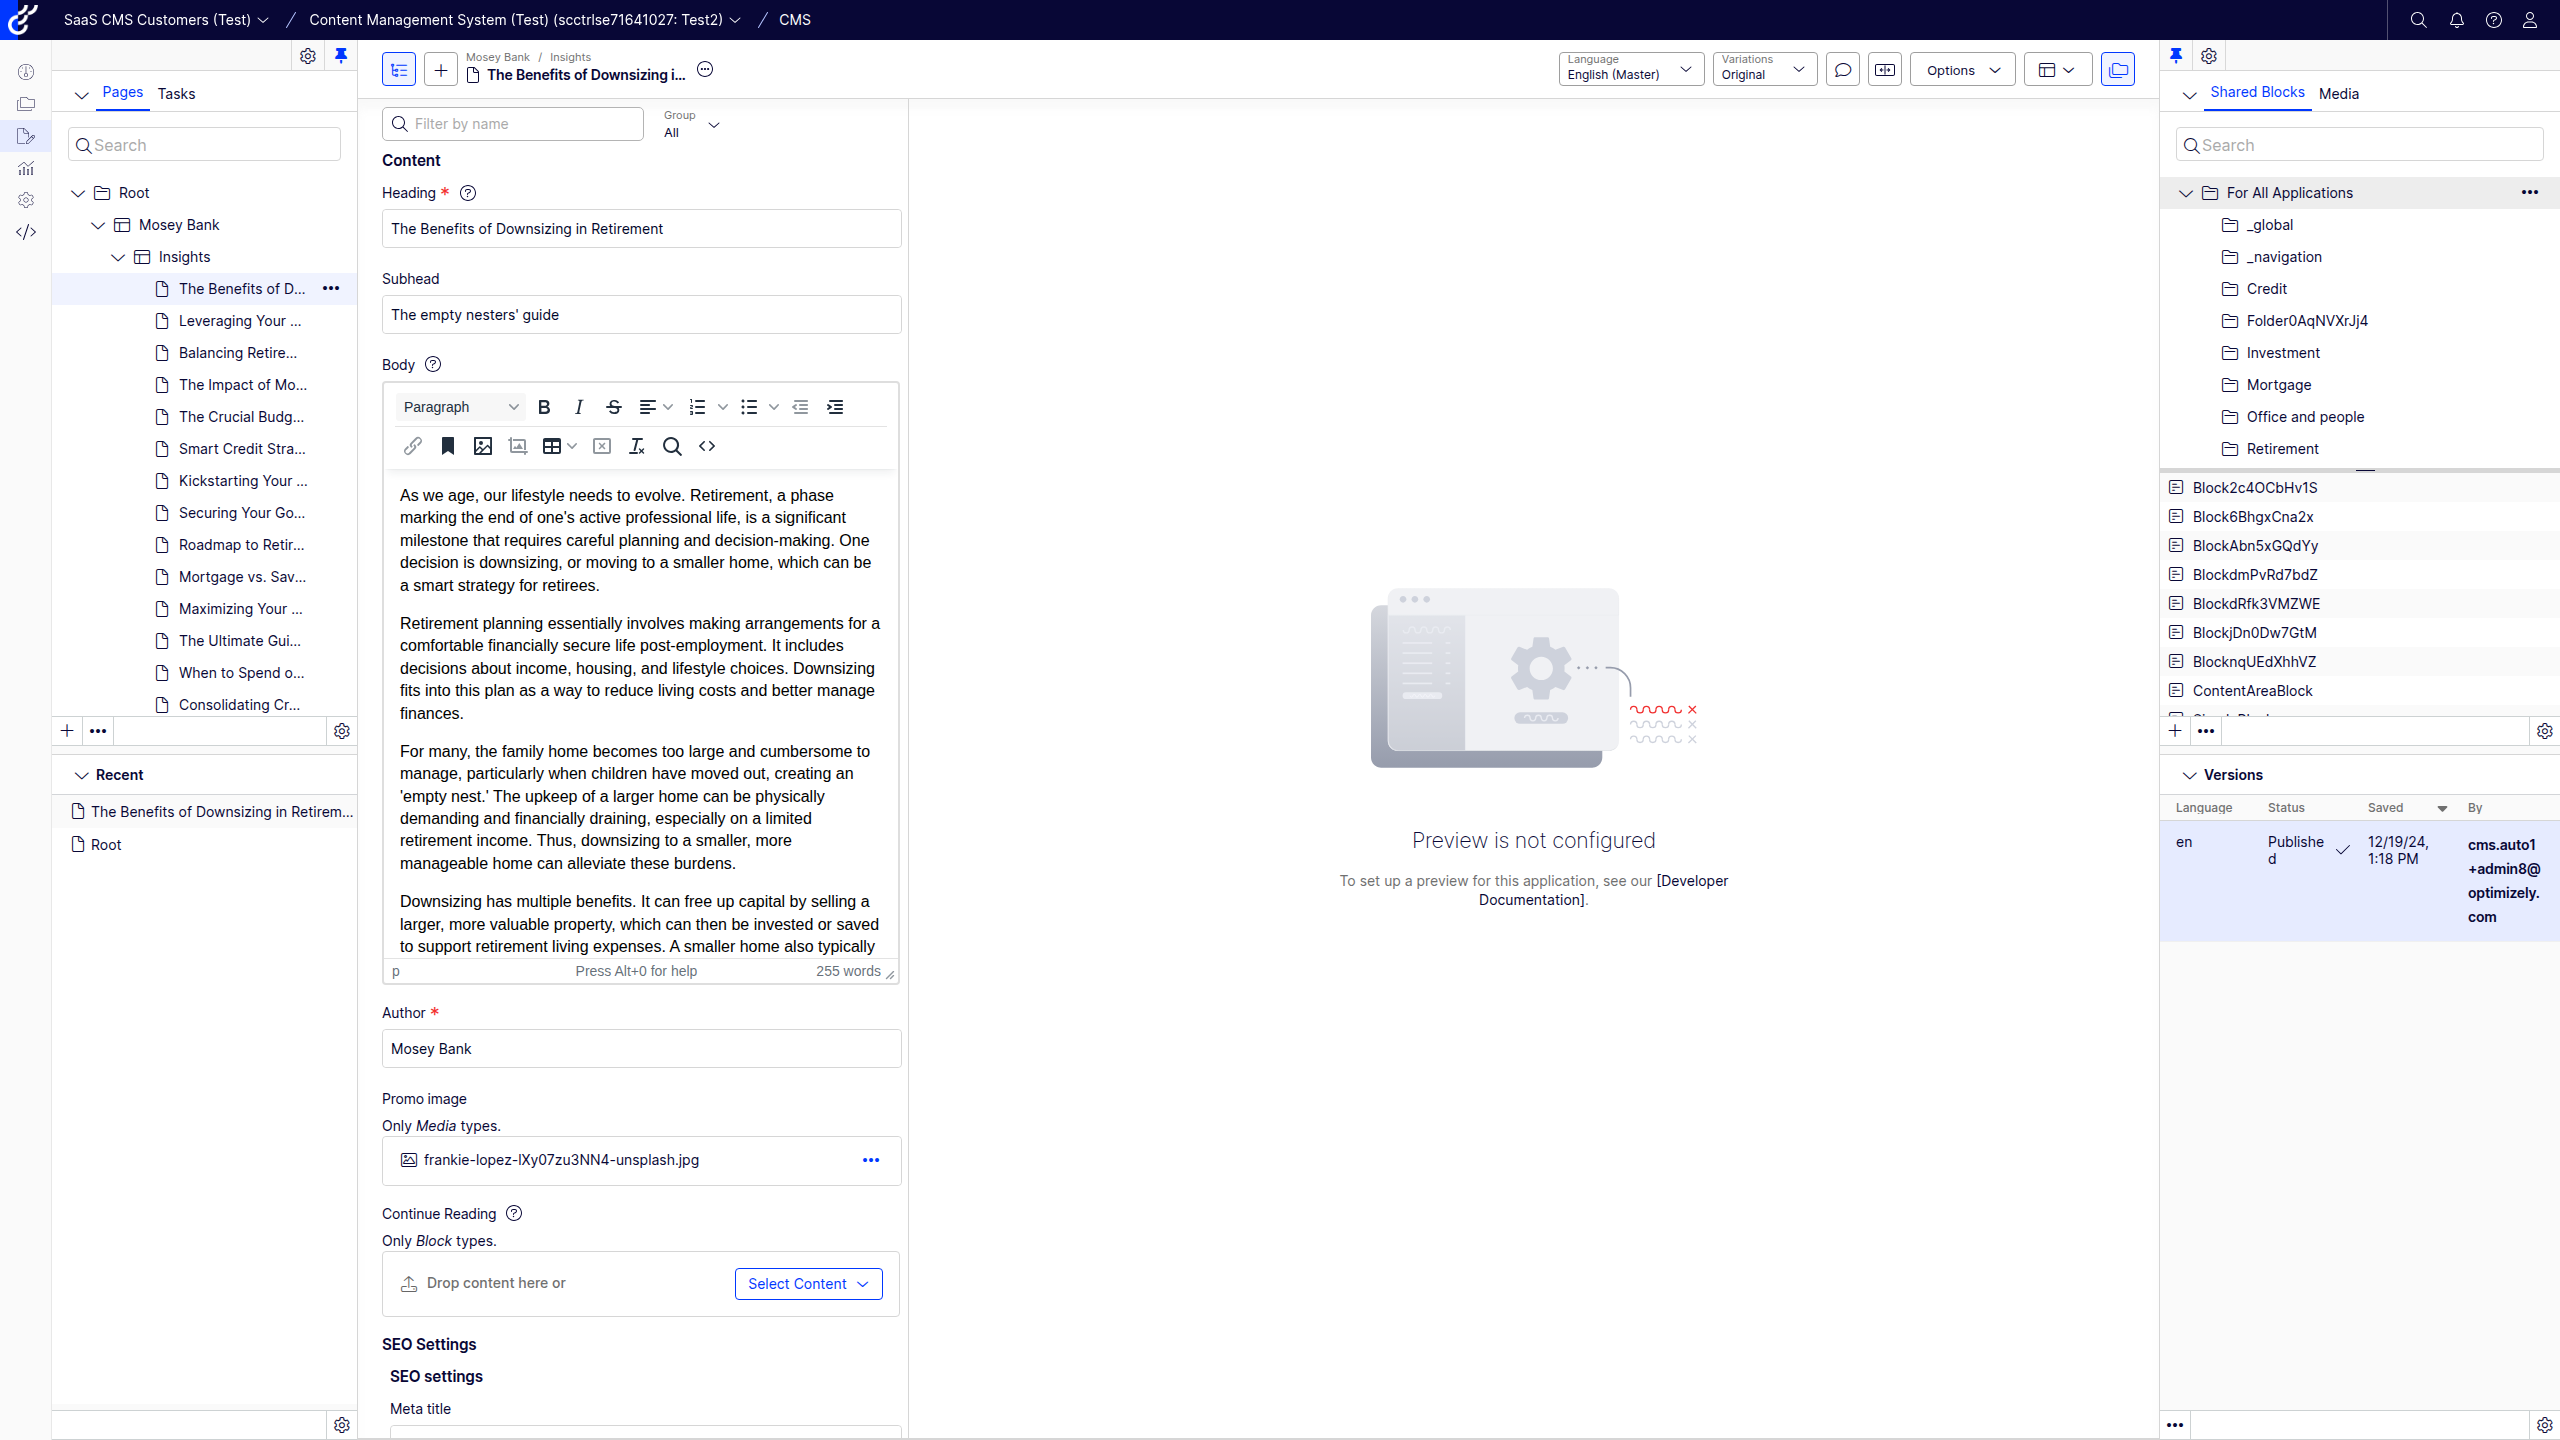 SaaS CMS Customers (Test) / Content Management System (Test) (scctrlse71641027: Test2) / CMS
Pages Tasks
Search
Root
Mosey Bank
Insights
The Benefits of D...
Leveraging Your ...
Balancing Retire...
The Impact of Mo...
The Crucial Budg...
Smart Credit Stra...
Kickstarting Your ...
Securing Your Go...
Roadmap to Retir...
Mortgage vs. Sav...
Maximizing Your ...
The Ultimate Gui...
When to Spend o...
Consolidating Cr...
Recent
The Benefits of Downsizing in Retirem...
Root
Mosey Bank / Insights
The Benefits of Downsizing i...
Language
English (Master)
Variations
Original
Options
Filter by name
Group
All
Content
Heading *
The Benefits of Downsizing in Retirement
Subhead
The empty nesters' guide
Body
Paragraph
As we age, our lifestyle needs to evolve. Retirement, a phase
marking the end of one's active professional life, is a significant
milestone that requires careful planning and decision-making. One
decision is downsizing, or moving to a smaller home, which can be
a smart strategy for retirees.
Retirement planning essentially involves making arrangements for a
comfortable financially secure life post-employment. It includes
decisions about income, housing, and lifestyle choices. Downsizing
fits into this plan as a way to reduce living costs and better manage
finances.
For many, the family home becomes too large and cumbersome to
manage, particularly when children have moved out, creating an
'empty nest.' The upkeep of a larger home can be physically
demanding and financially draining, especially on a limited
retirement income. Thus, downsizing to a smaller, more
manageable home can alleviate these burdens.
Downsizing has multiple benefits. It can free up capital by selling a
larger, more valuable property, which can then be invested or saved
to support retirement living expenses. A smaller home also typically
p Press Alt+0 for help 255 words
Author *
Mosey Bank
Promo image
Only Media types.
frankie-lopez-lXy07zu3NN4-unsplash.jpg
Continue Reading
Only Block types.
Drop content here or
Select Content
SEO Settings
SEO settings
Meta title
Preview is not configured
To set up a preview for this application, see our [Developer
Documentation].
Shared Blocks Media
Search
For All Applications
_global
_navigation
Credit
Folder0AqNVXrJj4
Investment
Mortgage
Office and people
Retirement
Block2c4OCbHv1S
Block6BhgxCna2x
BlockAbn5xGQdYy
BlockdmPvRd7bdZ
BlockdRfk3VMZWE
BlockjDn0Dw7GtM
BlocknqUEdXhhVZ
ContentAreaBlock
Versions
Language Status Saved By
en Publishe
d 12/19/24,
1:18 PM cms.auto1
+admin8@
optimizely.
com